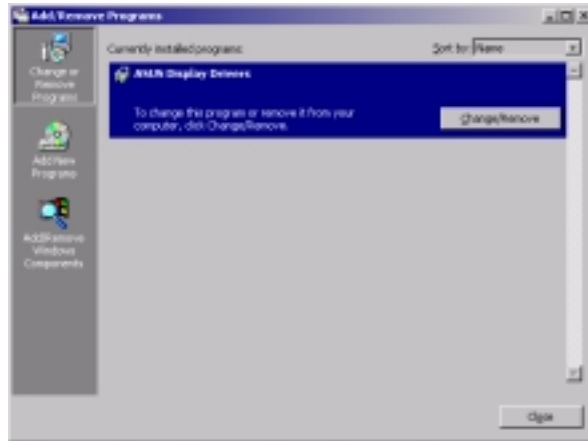 Add/Remove Programs
Change or
Remove
Programs
Currently installed programs:
Sort by: Name
Display Drivers
To change this program or remove it from your
computer, click Change/Remove.
Change/Remove
Add New
Programs
Add/Remove
Windows
Components
Close